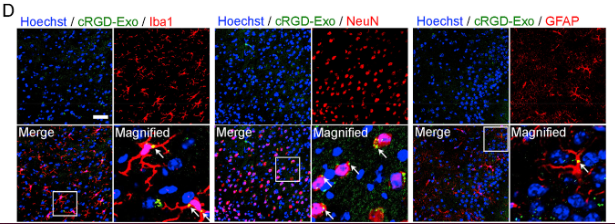 D
Hoechst / cRGD-Exo / Iba1
Hoechst / cRGD-Exo / NeuN
Hoechst / cRGD-Exo / GFAP
Merge
Magnified
Merge
Magnified
Merge
Magnified